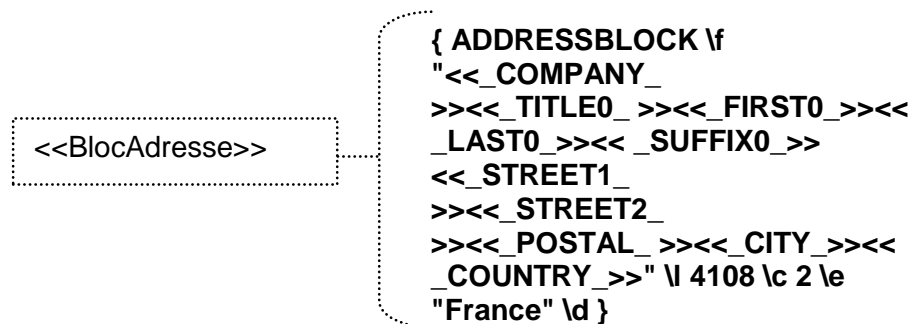 <<BlocAdresse>>
{ ADDRESSBLOCK \f
"<<_COMPANY_
>><<_TITLE0_ >><<_FIRST0_>><<
_LAST0_>><< _SUFFIX0_>>
<<_STREET1_
>><<_STREET2_
>><<_POSTAL_ >><<_CITY_>><<
_COUNTRY_>>" \l 4108 \c 2 \e
"France" \d }